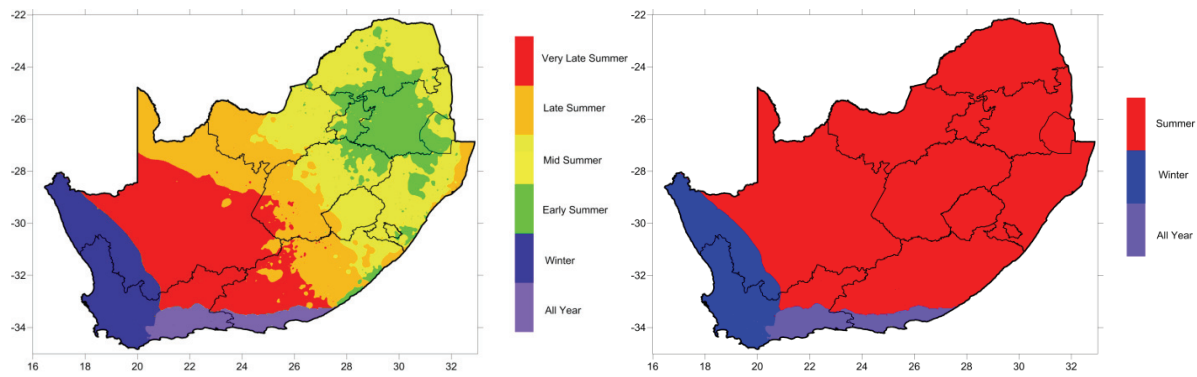 -22
-24
-26
-28
-30
-32
-34
16 18 20 22 24 26 28 30 32
Very Late Summer
Late Summer
Mid Summer
Early Summer
Winter
All Year
-22
-24
-26
-28
-30
-32
-34
16 18 20 22 24 26 28 30 32
Summer
Winter
All Year